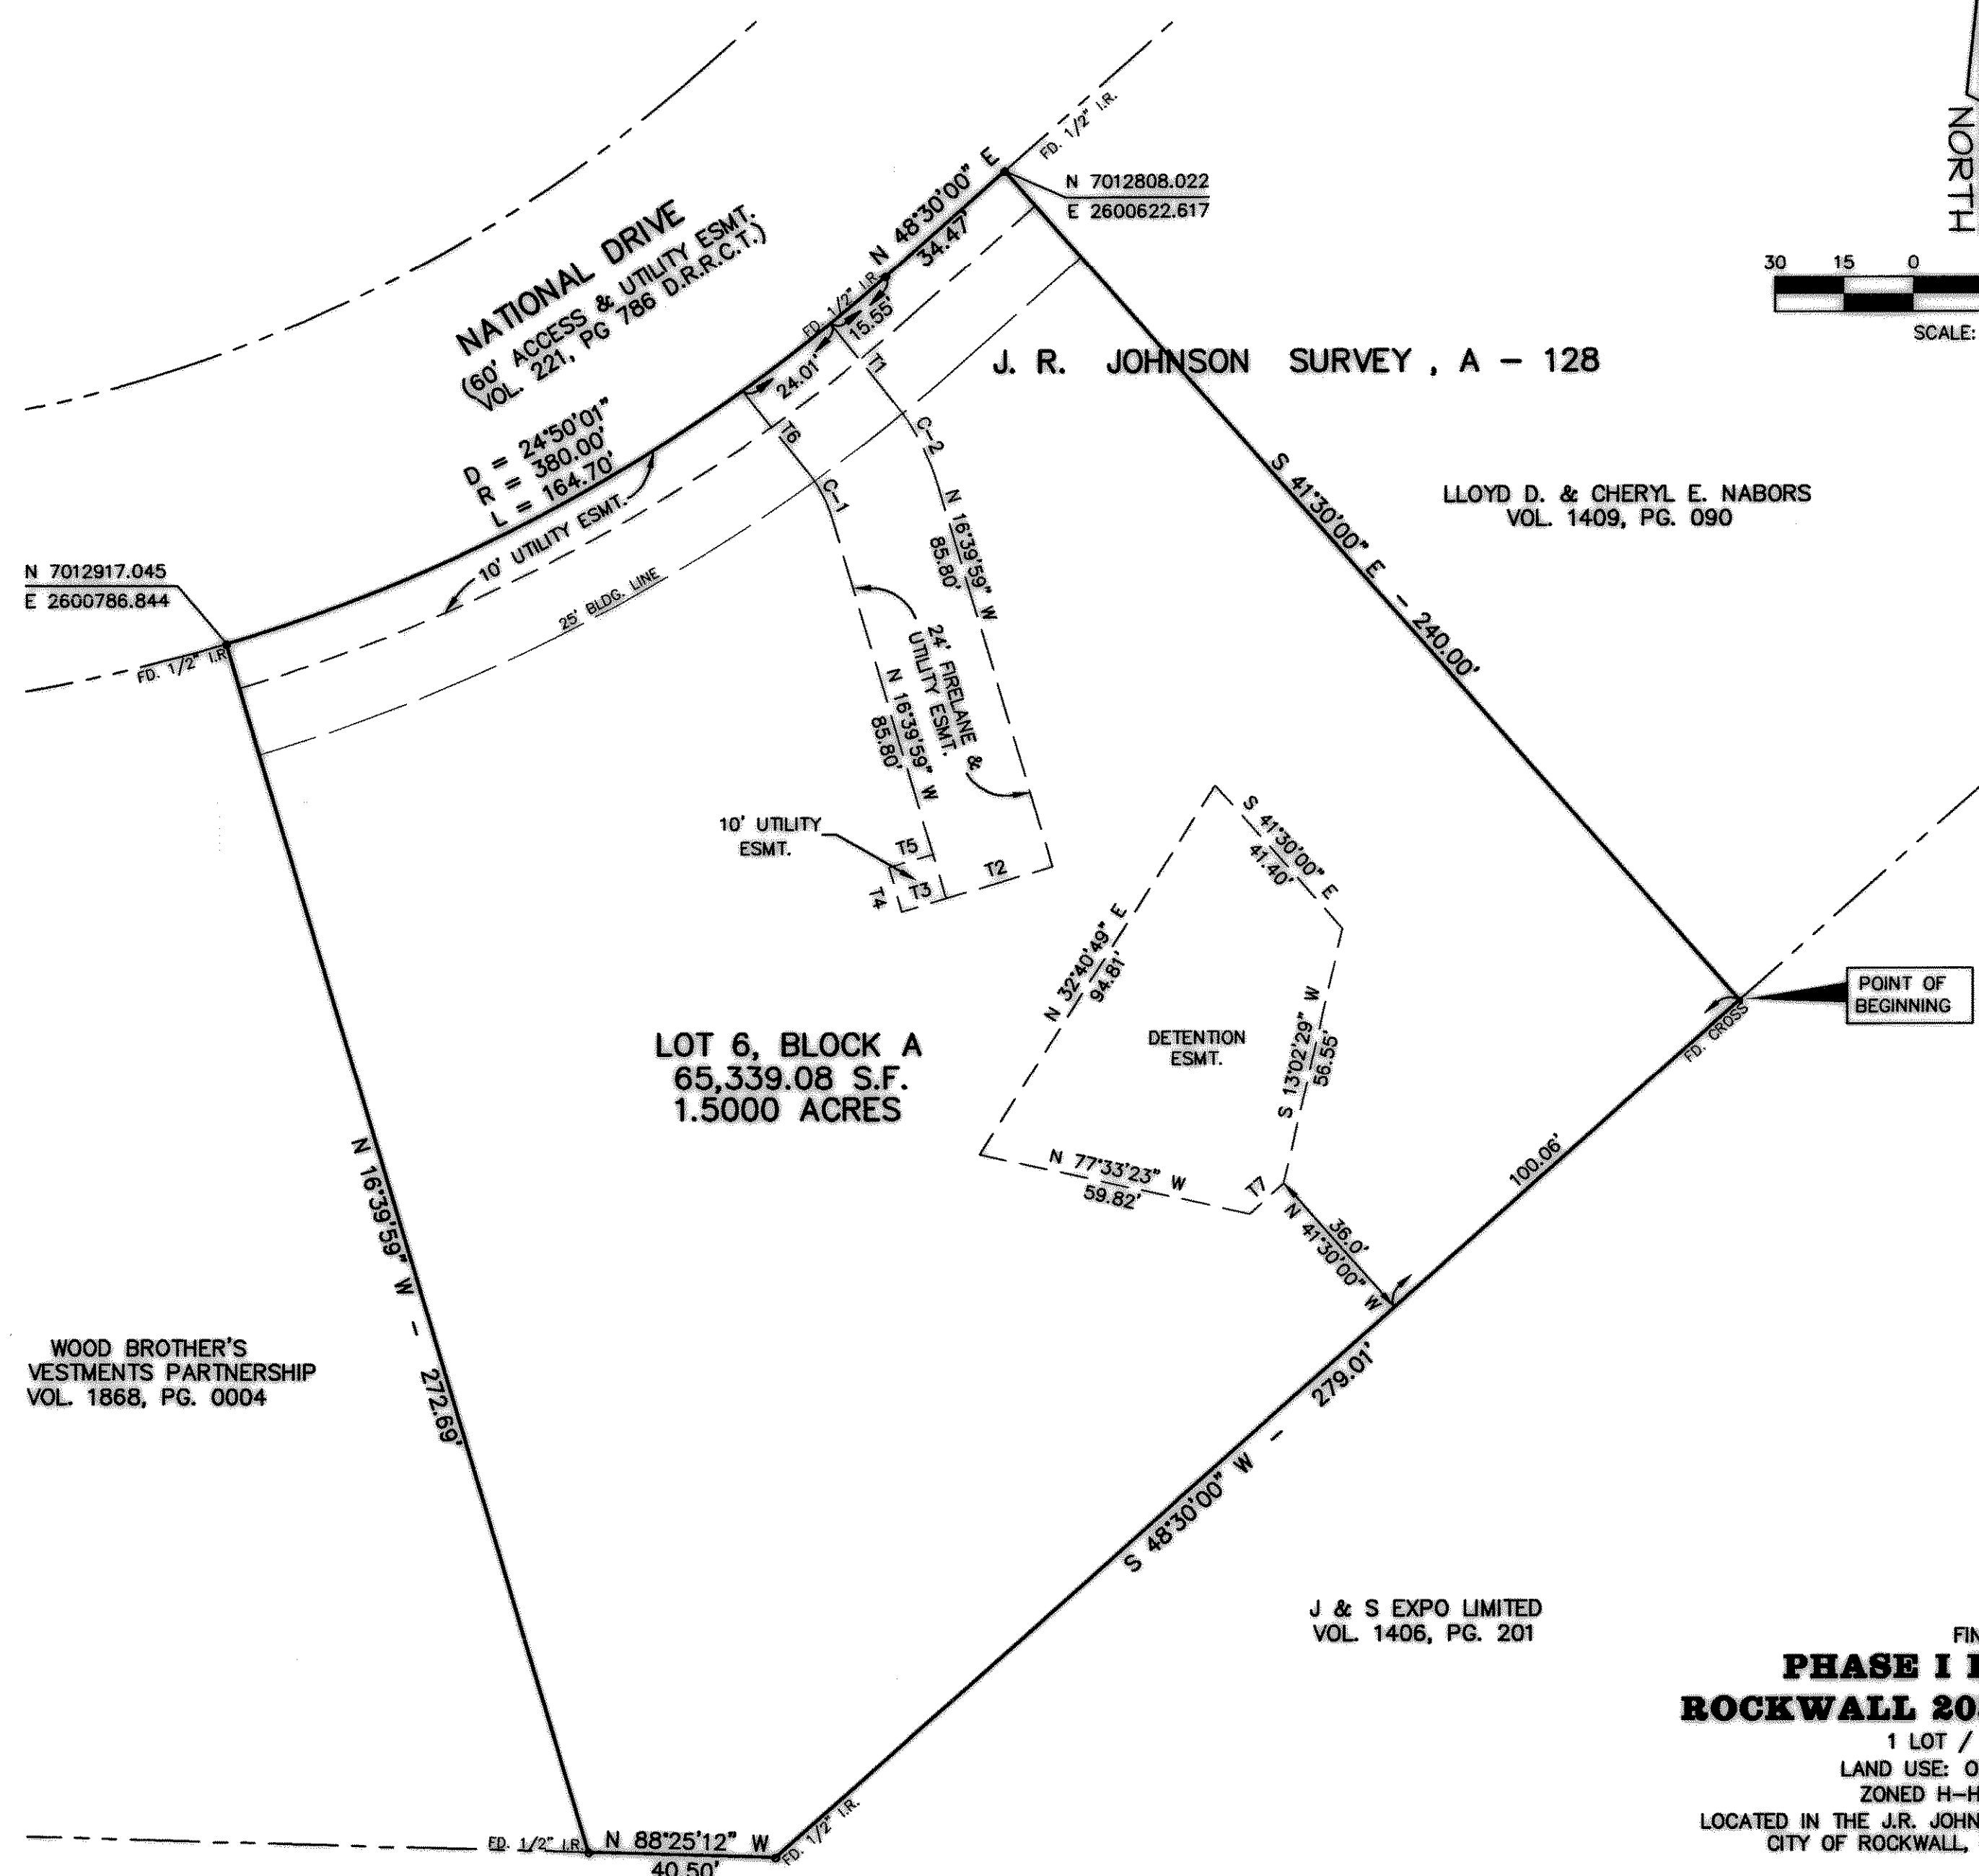 NORTH
FD. 1/2" I.R.
N 48°30'00" E
34.47'
N 7012808.022
E 2600622.617
NATIONAL DRIVE
(60' ACCESS & UTILITY ESMT.
VOL. 221, PG 786 D.R.R.C.T.)
30 15 0
SCALE:
FD. 1/2" I.R.
15.55'
24.01'
T1
J. R. JOHNSON SURVEY , A - 128
D = 24°50'01"
R = 380.00'
L = 164.70'
T6
C-2
C-1
S 41°30'00" E - 240.00'
LLOYD D. & CHERYL E. NABORS
VOL. 1409, PG. 090
10' UTILITY ESMT.
25' BLDG. LINE
N 16°39'59" W
85.80'
N 7012917.045
E 2600786.844
FD. 1/2" I.R.
24' FIRELANE &
UTILITY ESMT.
N 16°39'59" W
85.80'
10' UTILITY
ESMT.
T5
T2
T3
T4
S 41°30'00" E
41.40'
N 32°40'49" E
94.81'
POINT OF
BEGINNING
FD. CROSS
DETENTION
ESMT.
S 13°02'29" W
56.55'
LOT 6, BLOCK A
65,339.08 S.F.
1.5000 ACRES
N 77°33'23" W
59.82'
T7
36.0'
N 41°30'00" W
100.06'
N 16°39'59" W - 272.69'
S 48°30'00" W - 279.01'
WOOD BROTHER'S
VESTMENTS PARTNERSHIP
VOL. 1868, PG. 0004
J & S EXPO LIMITED
VOL. 1406, PG. 201
FIN
PHASE I
ROCKWALL 20
1 LOT /
LAND USE: O
ZONED H-H
LOCATED IN THE J.R. JOHN
CITY OF ROCKWALL,
FD. 1/2" I.R.
N 88°25'12" W
40.50'
FD. 1/2" I.R.